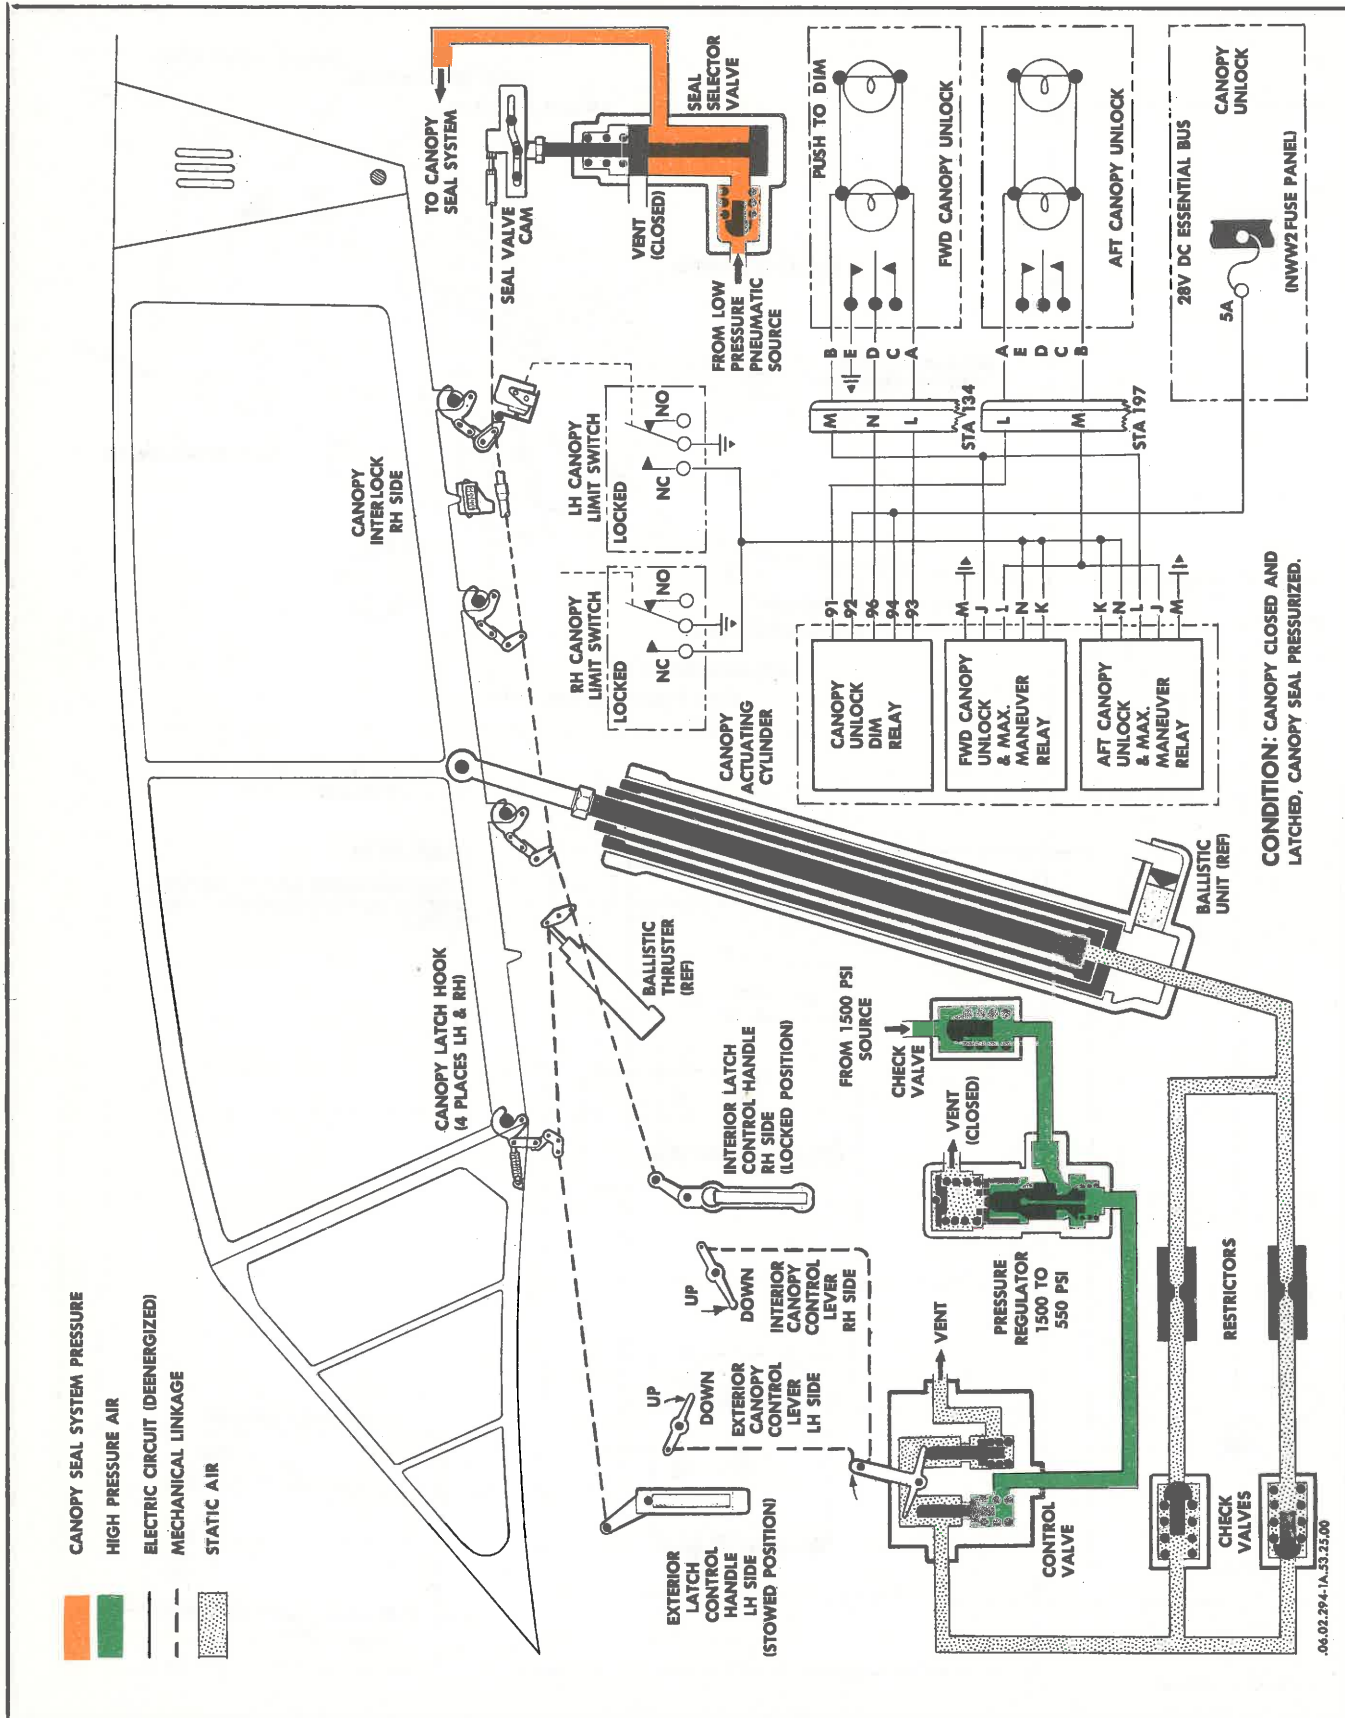 CANOPY SEAL SYSTEM PRESSURE
HIGH PRESSURE AIR
ELECTRIC CIRCUIT (DEENERGIZED)
MECHANICAL LINKAGE
STATIC AIR
CANOPY LATCH HOOK
(4 PLACES LH & RH)
CANOPY
INTERLOCK
RH SIDE
TO CANOPY
SEAL SYSTEM
SEAL VALVE
CAM
VENT
(CLOSED)
SEAL
SELECTOR
VALVE
FROM LOW
PRESSURE
PNEUMATIC
SOURCE
EXTERIOR
LATCH
CONTROL
HANDLE
LH SIDE
(STOWED POSITION)
UP
DOWN
EXTERIOR
CANOPY
CONTROL
LEVER
LH SIDE
UP
DOWN
INTERIOR
CANOPY
CONTROL
LEVER
RH SIDE
INTERIOR LATCH
CONTROL HANDLE
RH SIDE
(LOCKED POSITION)
BALLISTIC
THRUSTER
(REF)
CANOPY
ACTUATING
CYLINDER
RH CANOPY
LIMIT SWITCH
LOCKED
NC
NO
LH CANOPY
LIMIT SWITCH
LOCKED
NC
NO
PUSH TO DIM
FWD CANOPY UNLOCK
B
E
D
C
A
M
N
L
STA 134
AFT CANOPY UNLOCK
A
E
D
C
B
L
M
STA 197
28V DC ESSENTIAL BUS
CANOPY
UNLOCK
5A
(NWW2 FUSE PANEL)
CANOPY
UNLOCK
DIM
RELAY
91
92
96
94
93
FWD CANOPY
UNLOCK
& MAX.
MANEUVER
RELAY
M
J
L
N
K
AFT CANOPY
UNLOCK
& MAX.
MANEUVER
RELAY
K
N
L
J
M
FROM 1500 PSI
SOURCE
CHECK
VALVE
VENT
(CLOSED)
PRESSURE
REGULATOR
1500 TO
550 PSI
VENT
CONTROL
VALVE
CHECK
VALVES
RESTRICTORS
BALLISTIC
UNIT (REF)
CONDITION: CANOPY CLOSED AND
LATCHED, CANOPY SEAL PRESSURIZED.
.06.02.294-1A.53.25.00